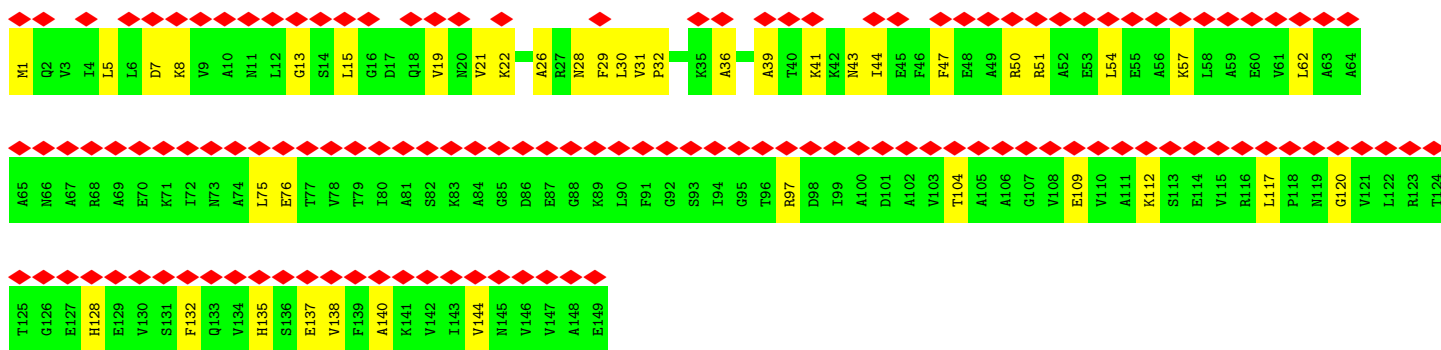 M1 Q2 V3 I4 L5 L6 D7 K8 V9 A10 N11 L12 G13 S14 L15 G16 D17 Q18 V19 N20 V21 K22 A26 R27 N28 F29 L30 V31 P32 K35 A36 A39 T40 K41 K42 N43 I44 E45 F46 F47 E48 A49 R50 R51 A52 E53 L54 E55 A56 K57 L58 A59 E60 V61 L62 A63 A64
A65 N66 A67 R68 A69 E70 K71 I72 N73 A74 L75 E76 T77 V78 T79 I80 A81 S82 K83 A84 G85 D86 E87 G88 K89 L90 F91 G92 S93 I94 G95 T96 R97 D98 I99 A100 D101 A102 V103 T104 A105 A106 G107 V108 E109 V110 A111 K112 S113 E114 V115 R116 L117 P118 N119 G120 V121 L122 R123 T124
T125 G126 E127 H128 E129 V130 S131 F132 Q133 V134 H135 S136 E137 V138 F139 A140 K141 V142 I143 V144 N145 V146 V147 A148 E149